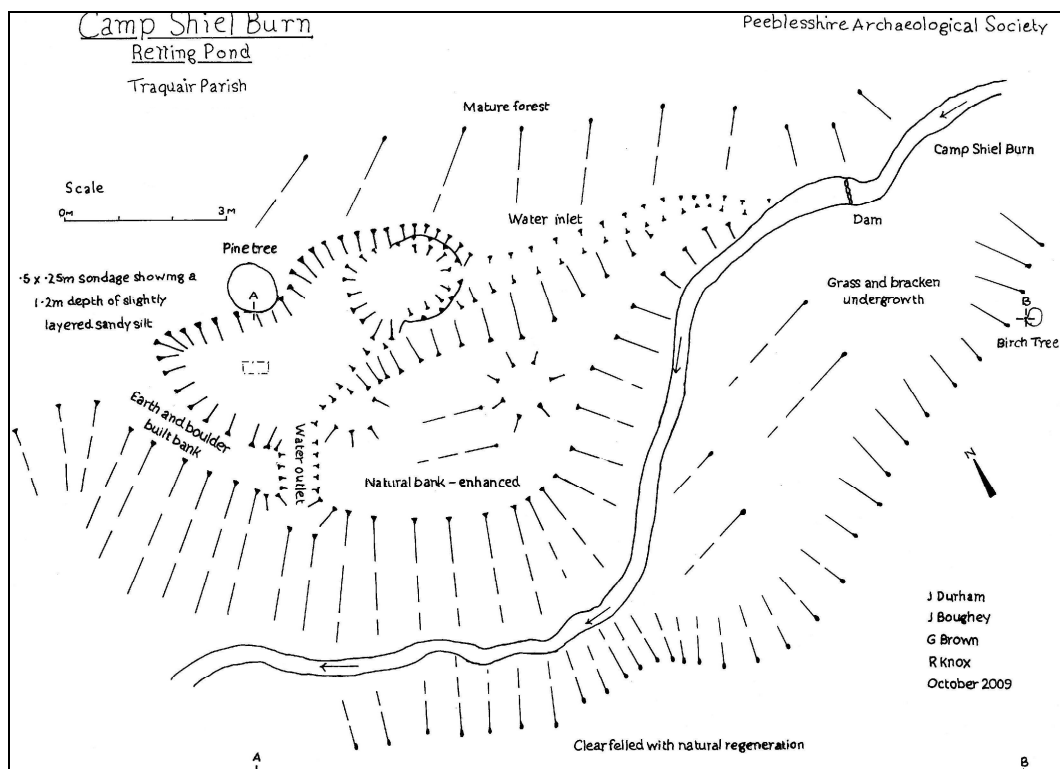 Camp Shiel Burn
Retting Pond
Traquair Parish
Peeblesshire Archaeological Society
Mature forest
Camp Shiel Burn
Scale
0M
3M
Water inlet
Dam
Pine tree
·5 x ·25m sondage showing a
1·2m depth of slightly
layered sandy silt
A
Grass and bracken
undergrowth
B
Birch Tree
Earth and boulder
built bank
Water outlet
Natural bank - enhanced
N
J Durham
J Boughey
G Brown
R Knox
October 2009
Clear felled with natural regeneration
A
B